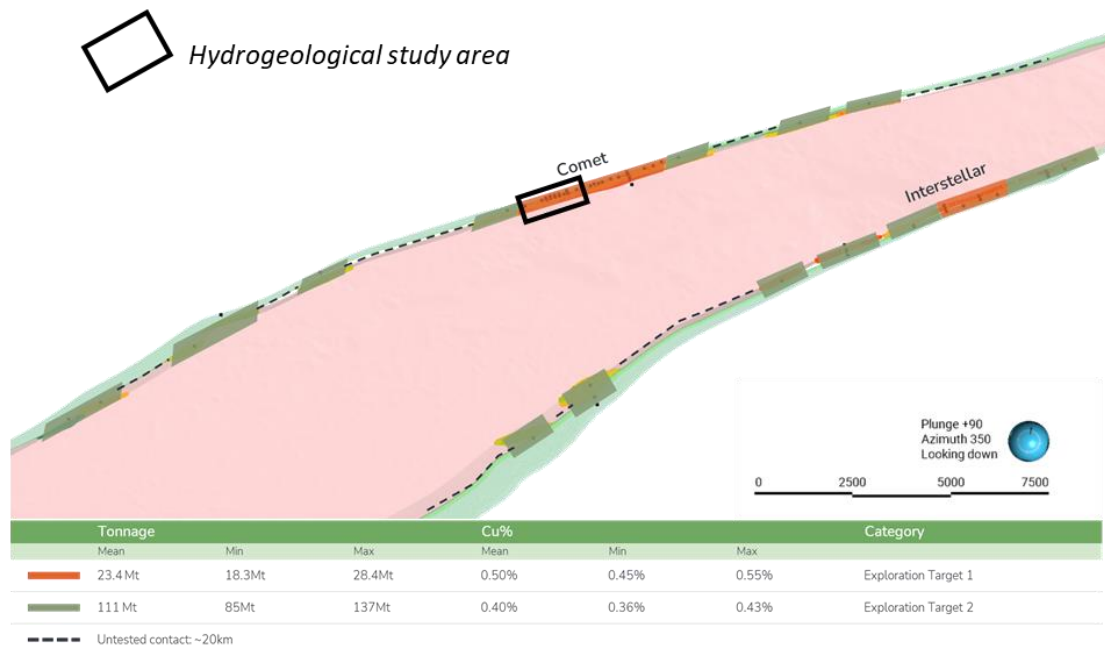 Hydrogeological study area
Comet
Interstellar
Plunge +90
Azimuth 350
Looking down
0 2500 5000 7500
Tonnage Cu% Category
Mean Min Max Mean Min Max
23.4 Mt 18.3Mt 28.4Mt 0.50% 0.45% 0.55% Exploration Target 1
111 Mt 85Mt 137Mt 0.40% 0.36% 0.43% Exploration Target 2
Untested contact: ~20km